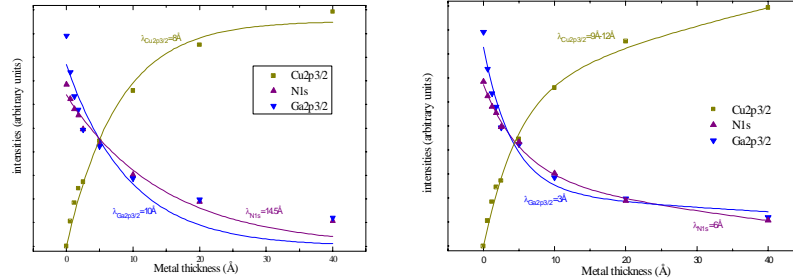 intensities (arbitrary units)
λCu2p3/2=8Å
Cu2p3/2
N1s
Ga2p3/2
λGa2p3/2=10Å
λN1s=14.5Å
0 10 20 30 40
Metal thickness (Å)
intensities (arbitrary units)
λCu2p3/2=9Å-12Å
Cu2p3/2
N1s
Ga2p3/2
λGa2p3/2=3Å
λN1s=6Å
0 10 20 30 40
Metal thickness (Å)